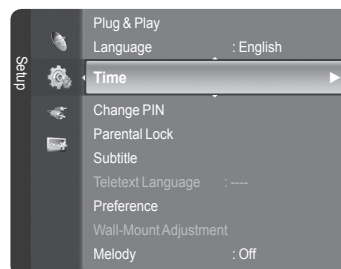 Setup
Plug & Play
Language : English
Time
Change PIN
Parental Lock
Subtitle
Teletext Language : ----
Preference
Wall-Mount Adjustment
Melody : Off